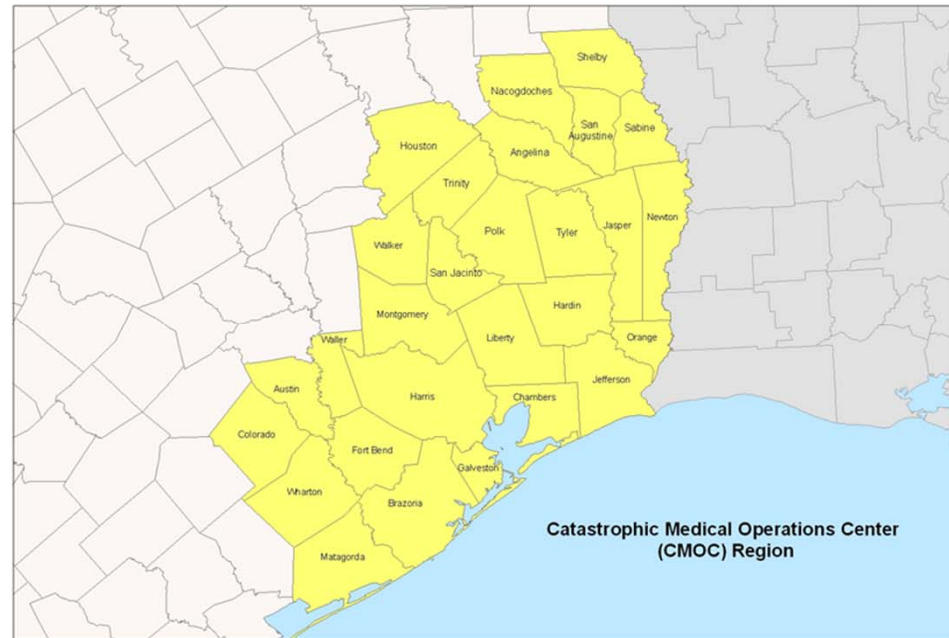 Shelby
Nacogdoches
San
Augustine
Sabine
Houston
Angelina
Trinity
Newton
Jasper
Polk
Tyler
Walker
San Jacinto
Hardin
Montgomery
Waller
Liberty
Orange
Jefferson
Austin
Harris
Chambers
Colorado
Fort Bend
Galveston
Wharton
Brazoria
Matagorda
Catastrophic Medical Operations Center
(CMOC) Region